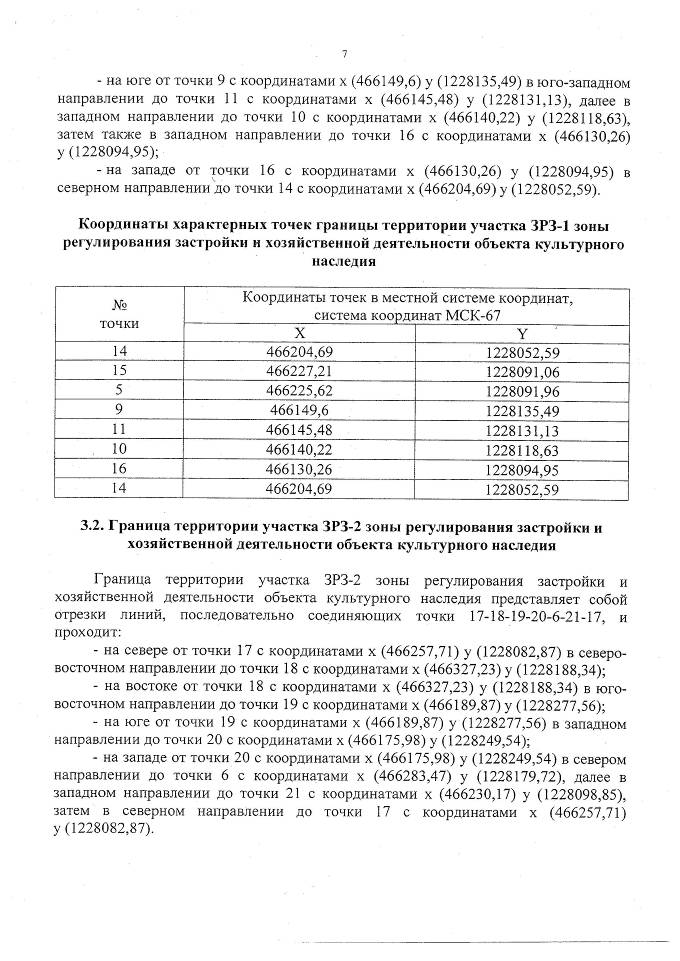 7
- на юге от точки 9 с координатами х (466149,6) у (1228135,49) в юго-западном
направлении до точки 11 с координатами х (466145,48) у (1228131,13), далее в
западном направлении до точки 10 с координатами х (466140,22) у (1228118,63),
затем также в западном направлении до точки 16 с координатами х (466130,26)
у (1228094,95);
- на западе от точки 16 с координатами х (466130,26) у (1228094,95) в
северном направлении до точки 14 с координатами х (466204,69) у (1228052,59).
Координаты характерных точек границы территории участка ЗРЗ-1 зоны
регулирования застройки и хозяйственной деятельности объекта культурного
наследия
№ точки
Координаты точек в местной системе координат,
система координат МСК-67
X Y
14 466204,69 1228052,59
15 466227,21 1228091,06
5 466225,62 1228091,96
9 466149,6 1228135,49
11 466145,48 1228131,13
10 466140,22 1228118,63
16 466130,26 1228094,95
14 466204,69 1228052,59
3.2. Граница территории участка ЗРЗ-2 зоны регулирования застройки и
хозяйственной деятельности объекта культурного наследия
Граница территории участка ЗРЗ-2 зоны регулирования застройки и
хозяйственной деятельности объекта культурного наследия представляет собой
отрезки линий, последовательно соединяющих точки 17-18-19-20-6-21-17, и
проходит:
- на севере от точки 17 с координатами х (466257,71) у (1228082,87) в северо-
восточном направлении до точки 18 с координатами х (466327,23) у (1228188,34);
- на востоке от точки 18 с координатами х (466327,23) у (1228188,34) в юго-
восточном направлении до точки 19 с координатами х (466189,87) у (1228277,56);
- на юге от точки 19 с координатами х (466189,87) у (1228277,56) в западном
направлении до точки 20 с координатами х (466175,98) у (1228249,54);
- на западе от точки 20 с координатами х (466175,98) у (1228249,54) в севером
направлении до точки 6 с координатами х (466283,47) у (1228179,72), далее в
западном направлении до точки 21 с координатами х (466230,17) у (1228098,85),
затем в северном направлении до точки 17 с координатами х (466257,71)
у (1228082,87).